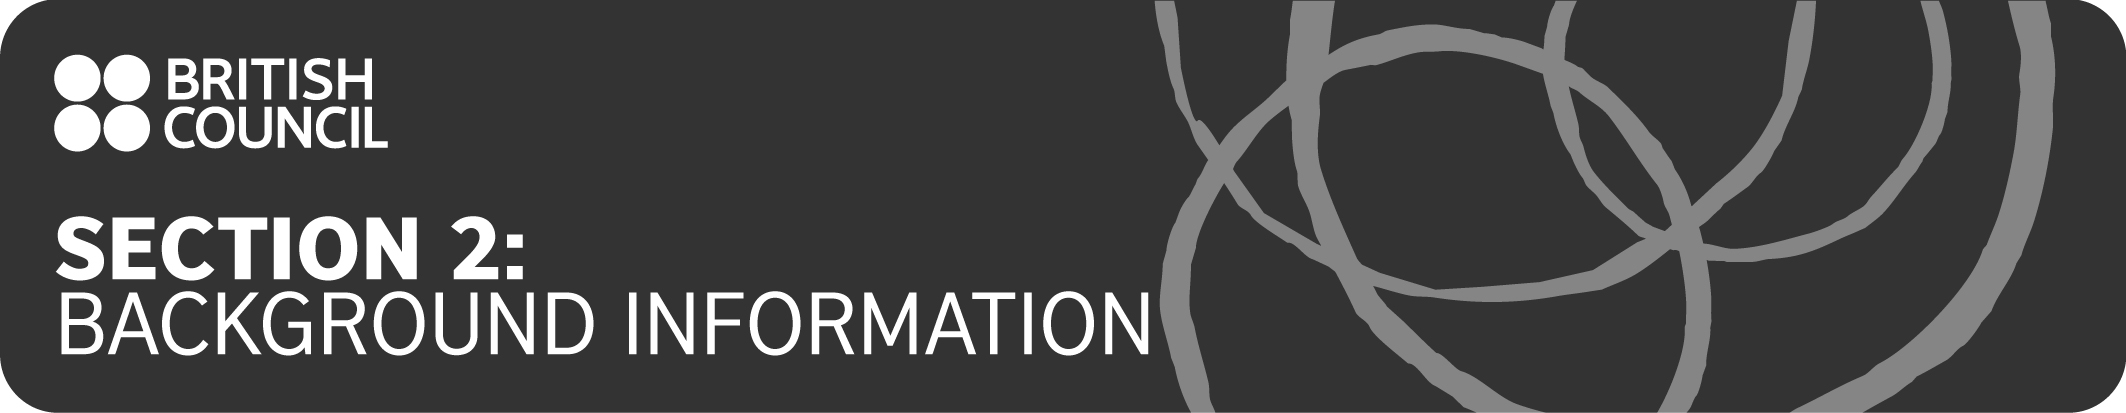 BRITISH
COUNCIL
SECTION 2:
BACKGROUND INFORMATION